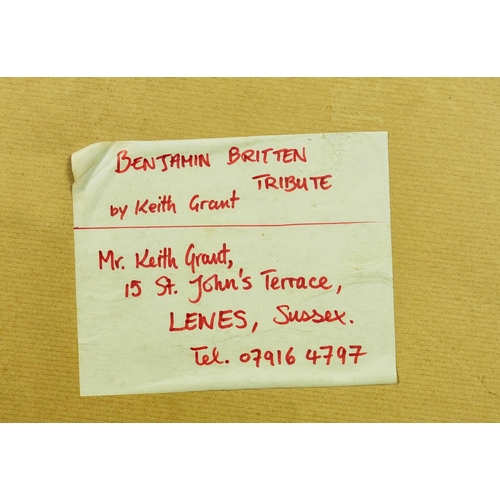 BENJAMIN BRITTEN
TRIBUTE
by Keith Grant
Mr. Keith Grant,
15 St. John's Terrace,
LEWES, Sussex.
Tel. 07916 4797